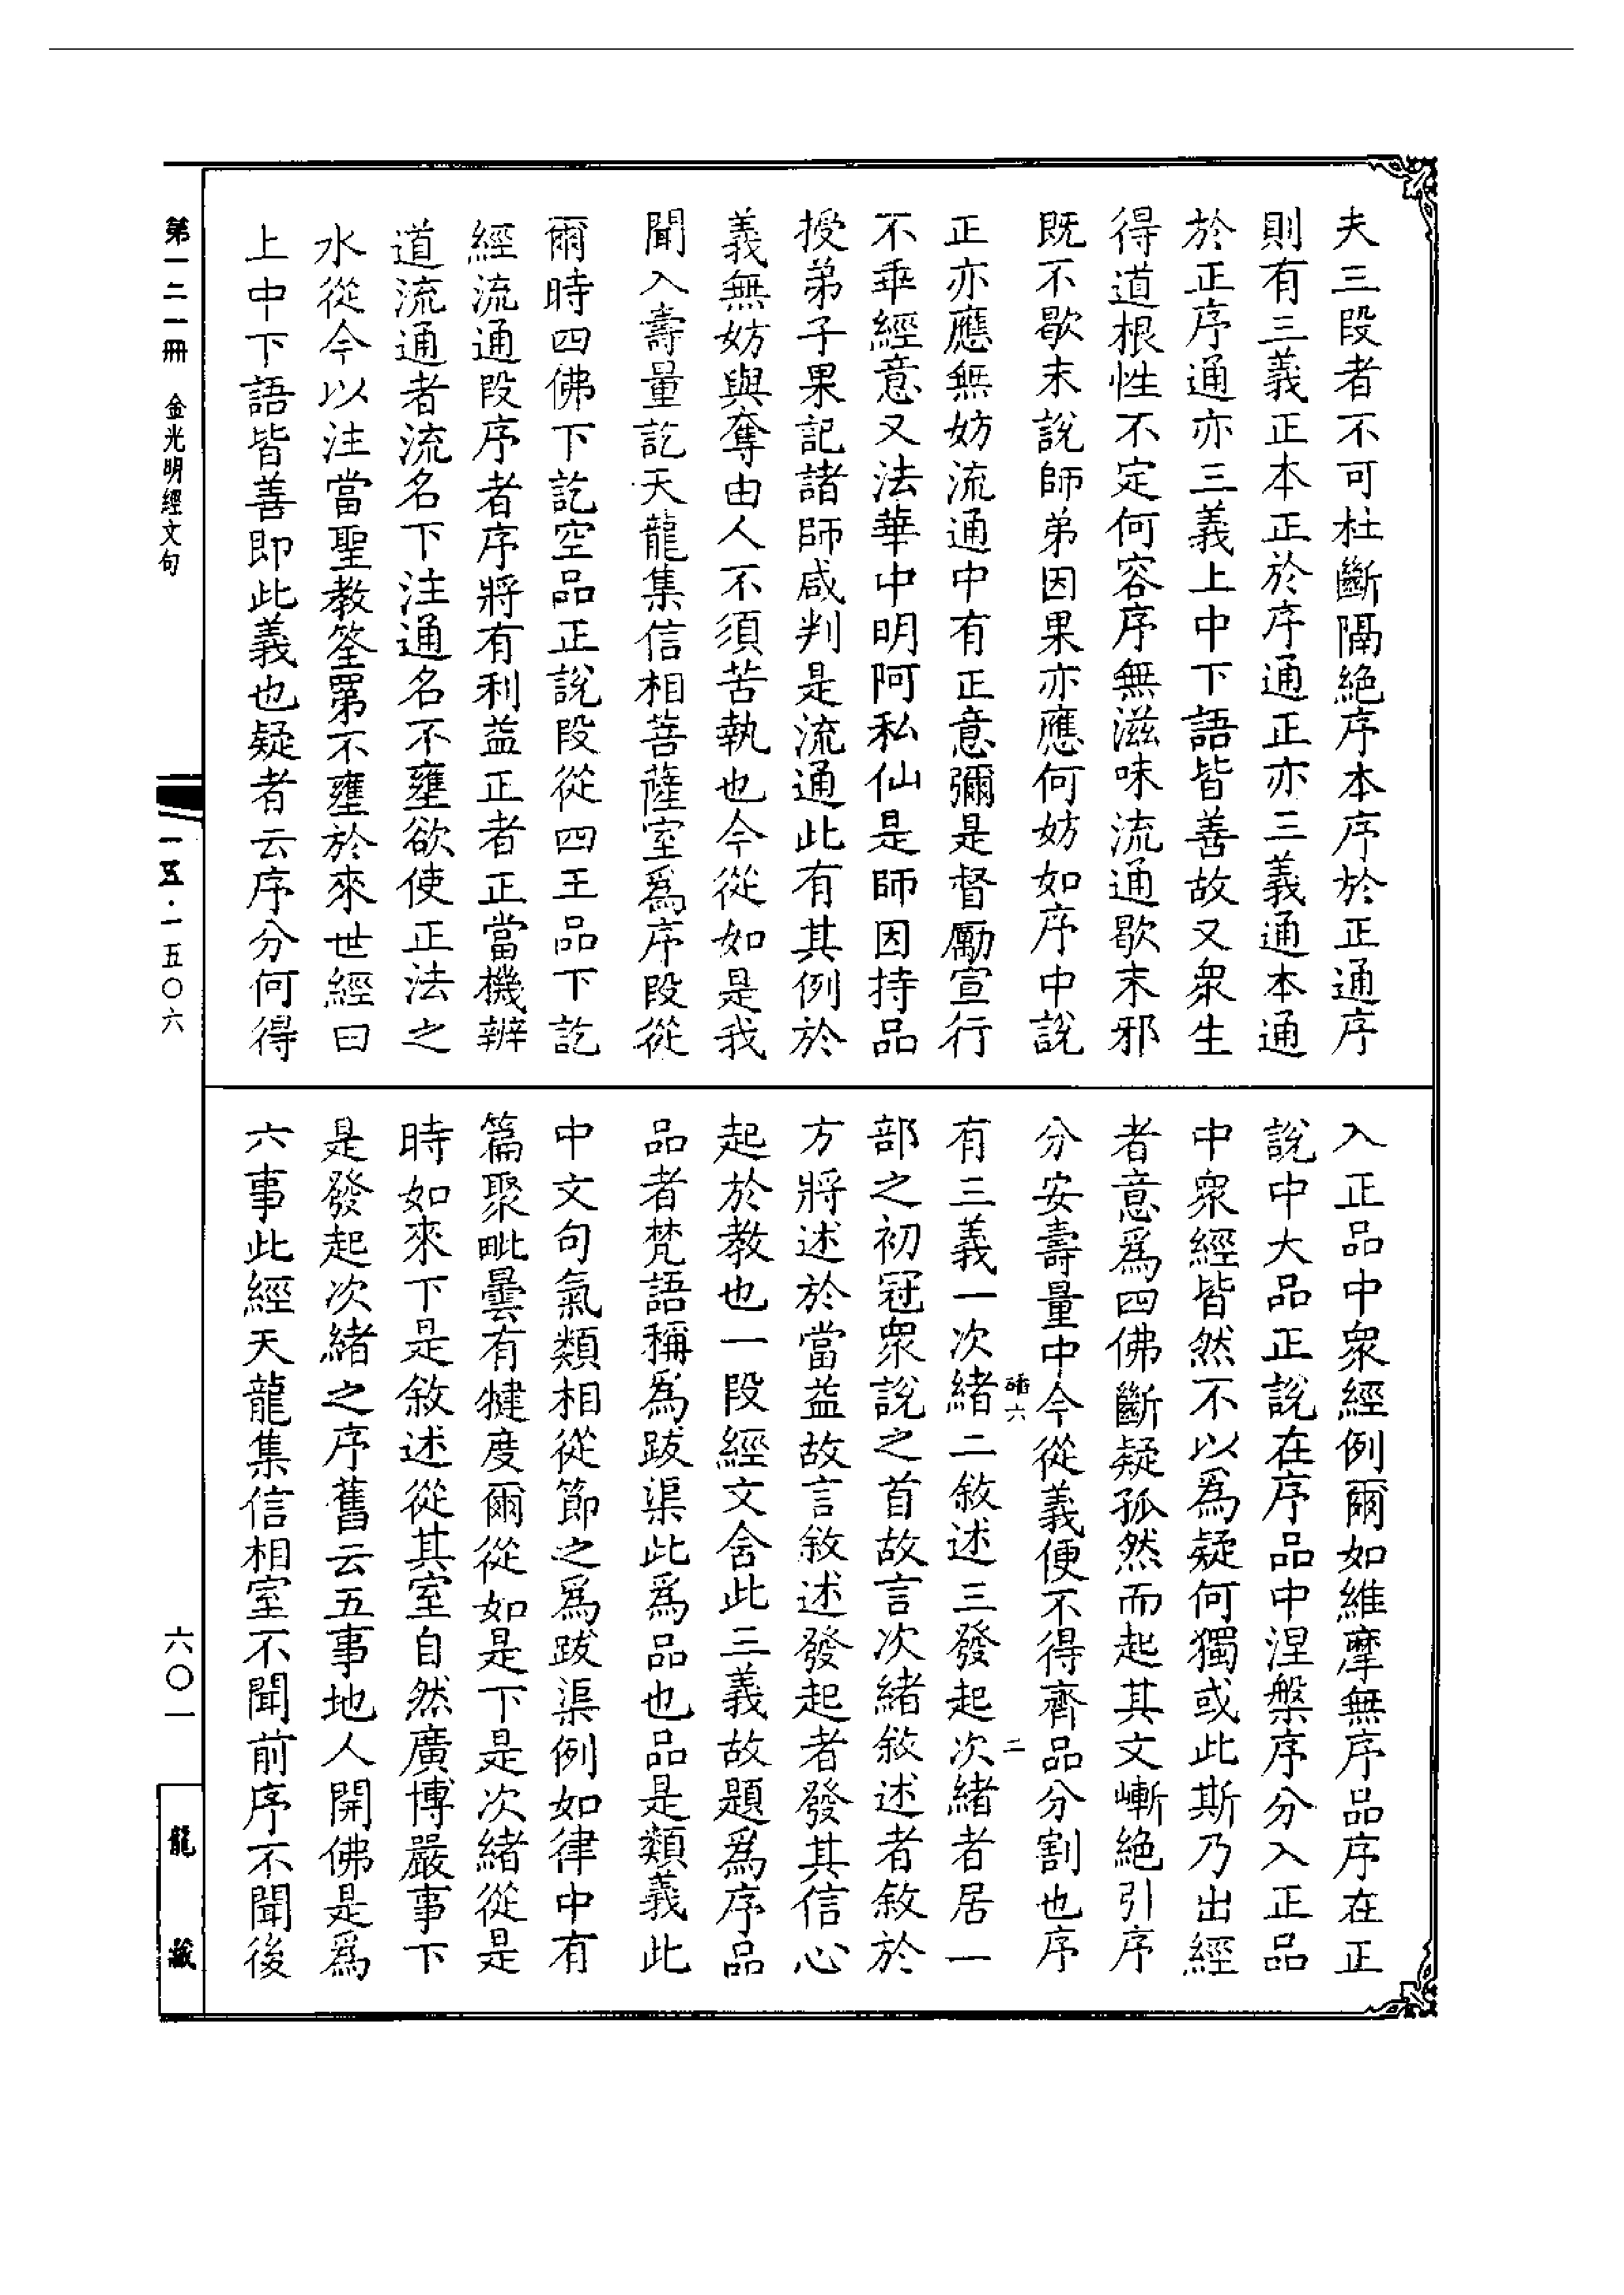 夫三段者不可杜斷隔絕序本序於正通序
則有三義正本正於序通正亦三義通本通
於正序通亦三義上中下語皆善故又衆生
得道根性不定何容序無滋味流通歇末邪
既不歇末說師弟因果亦應何妨如序中說
正亦應無妨流通中有正意彌是督勵宣行
不乖經意又法華中明阿私仙是師因持品
授弟子果記諸師咸判是流通此有其例於
義無妨與奪由人不須苦執也今從如是我
聞入壽量訖天龍集信相菩薩室爲序段從
爾時四佛下訖空品正說段從四王品下訖
經流通段序者序將有利益正者正當機辨
道流通者流名下注通名不壅欲使正法之
水從今以注當聖教筌罤不壅於來世經曰
上中下語皆善即此義也疑者云序分何得
入正品中衆經例爾如維摩無序品序在正
說中大品正說在序品中涅槃序分入正品
中衆經皆然不以爲疑何獨或此斯乃出經
者意爲四佛斷疑孤然而起其文嶃絕引序
分安壽量中今從義便不得齊品分割也序
有三義一次緒二敘述三發起次緒者居一
部之初冠衆說之首故言次緒敘述者敘於
方將述於當益故言敘述發起者發其信心
起於教也一段經文含此三義故題爲序品
品者梵語稱爲跋渠此爲品也品是類義此
中文句氣類相從節之爲跋渠例如律中有
篇聚毗曇有犍度爾從如是下是次緒從是
時如來下是敘述從其室自然廣博嚴事下
是發起次緒之序舊云五事地人開佛是爲
六事此經天龍集信相室不聞前序不聞後
二
第一二一冊 金光明經文句
一五·一五〇六
六〇一
龍藏